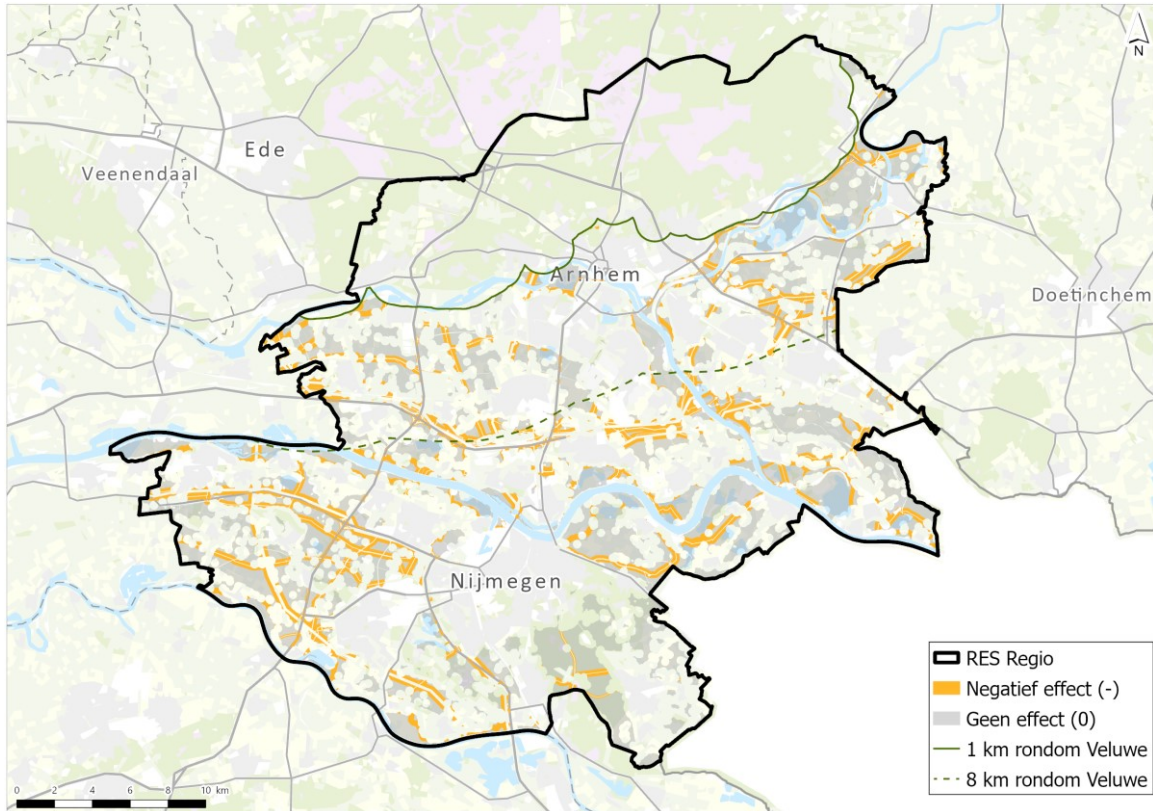 N
Ede
Veenendaal
Arnhem
Doetinchem
Nijmegen
RES Regio
Negatief effect (-)
Geen effect (0)
1 km rondom Veluwe
8 km rondom Veluwe
0 2 4 6 8 10 km